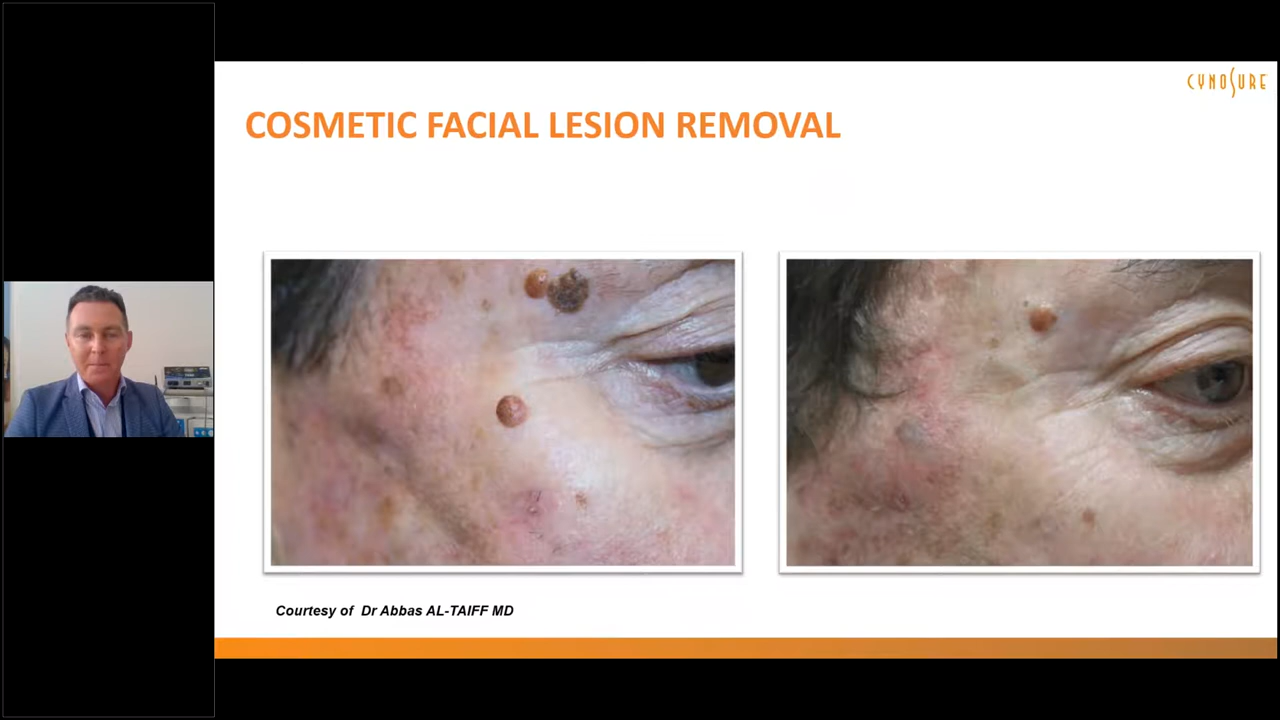 CYNOSURE
COSMETIC FACIAL LESION REMOVAL
Courtesy of Dr Abbas AL-TAIFF MD